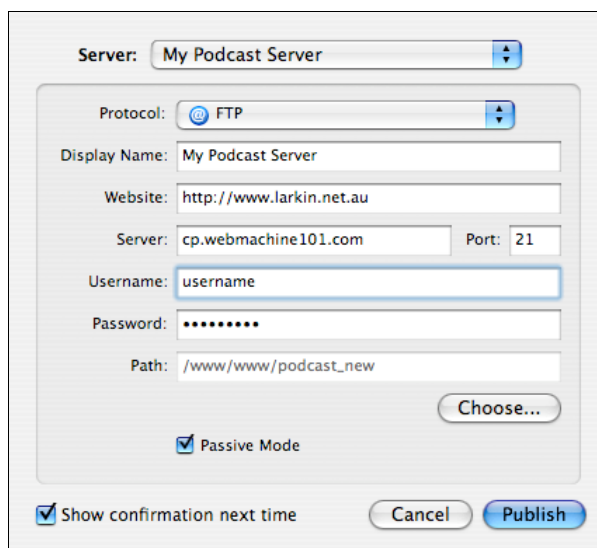 Server: My Podcast Server
Protocol: @ FTP
Display Name: My Podcast Server
Website: http://www.larkin.net.au
Server: cp.webmachine101.com Port: 21
Username: username
Password: •••••••••
Path: /www/www/podcast_new
Choose...
Passive Mode
Show confirmation next time Cancel Publish